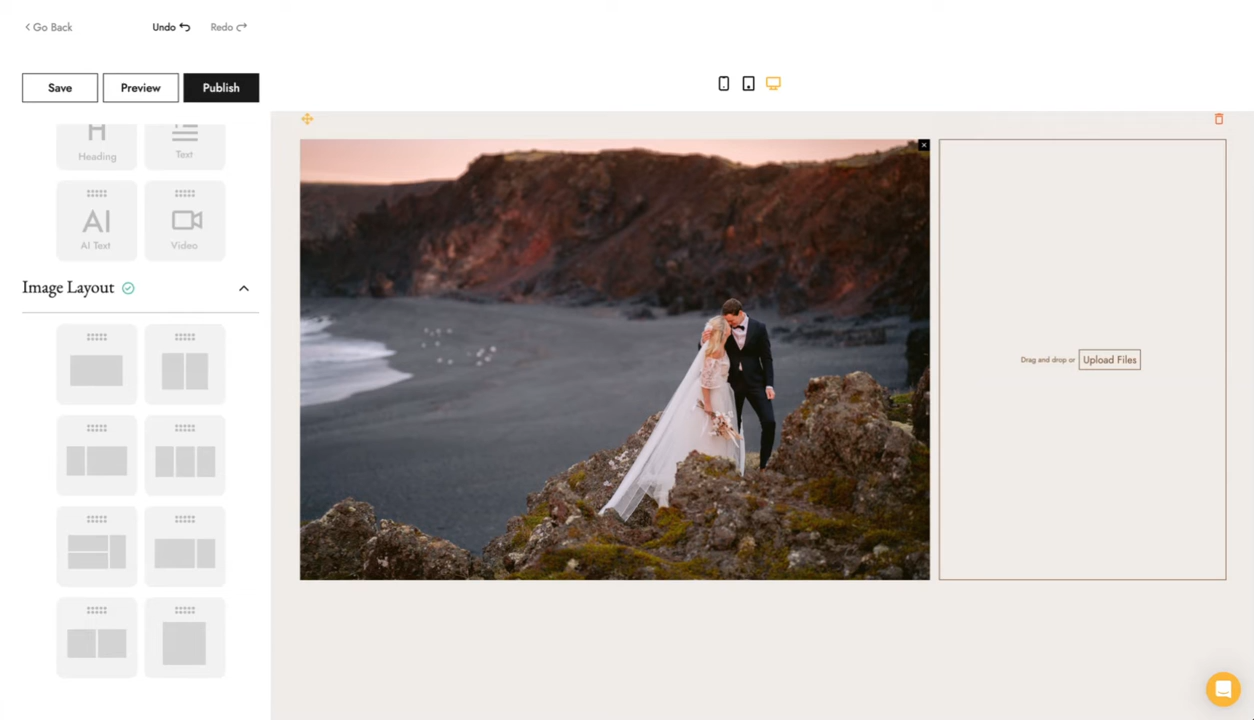 Go Back
Undo
Redo
Save
Preview
Publish
H
Heading
Text
AI
AI Text
Video
Image Layout
Drag and drop or Upload Files